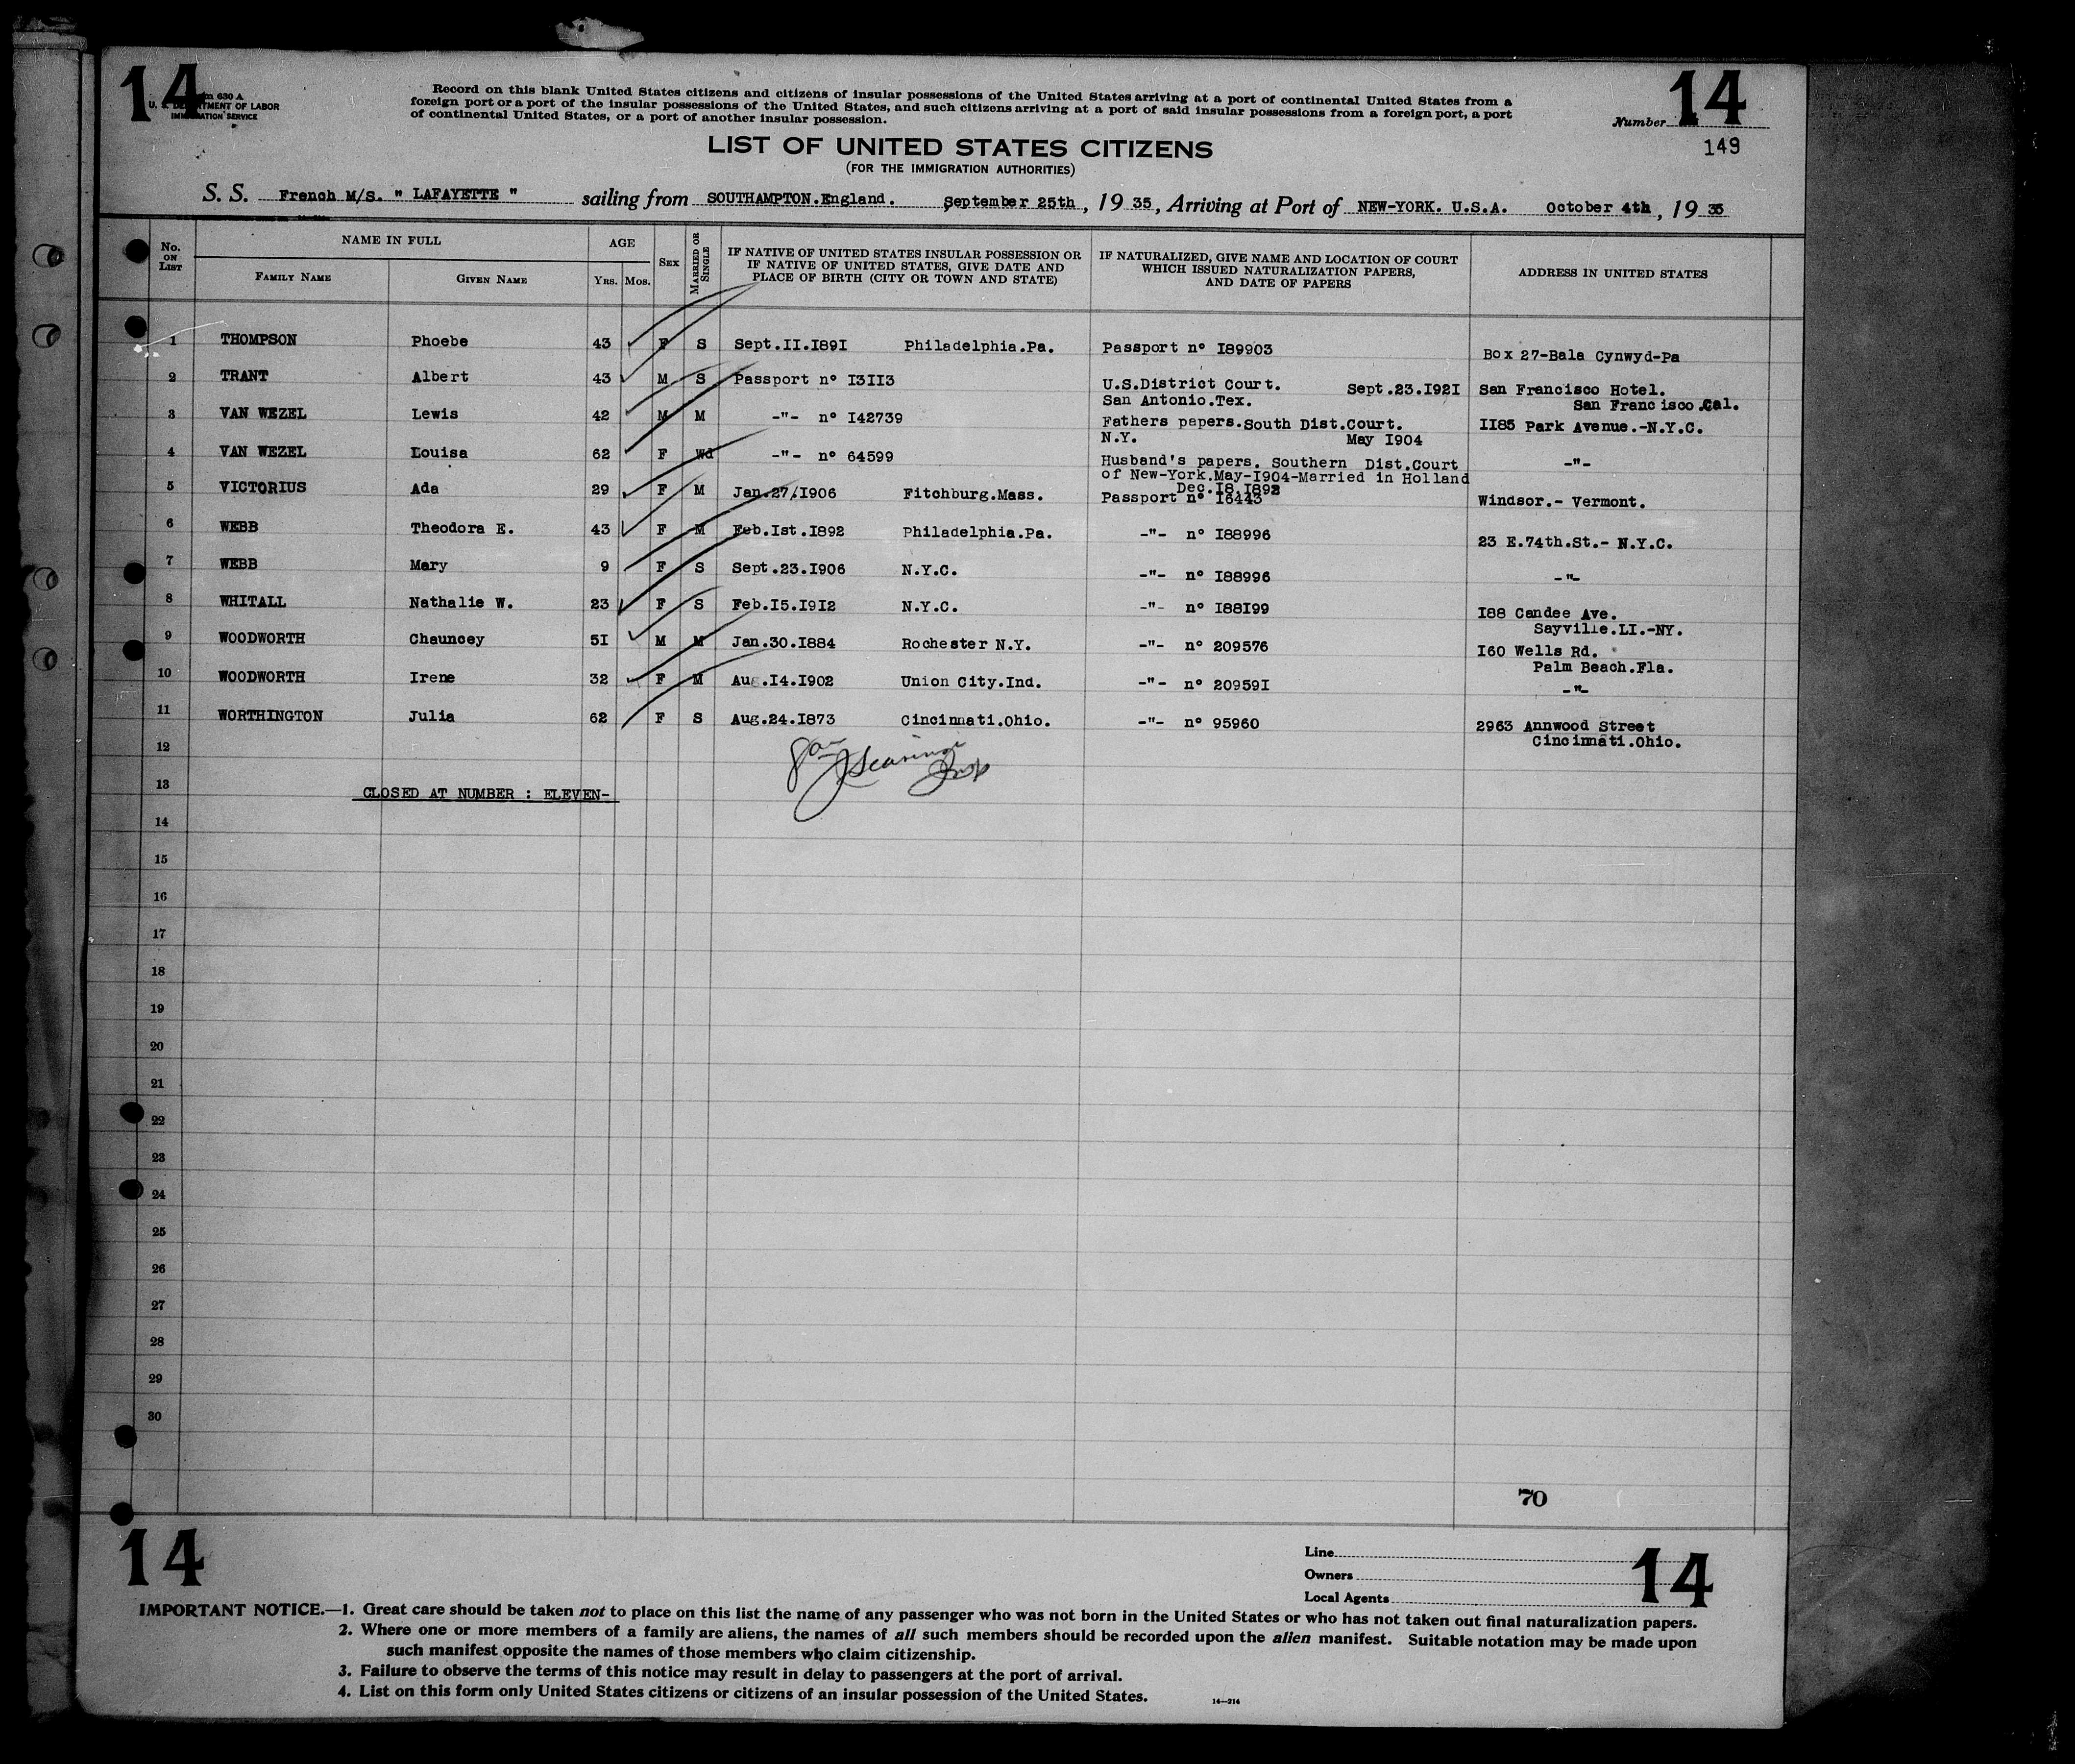 14
Form 630 A
U. S. DEPARTMENT OF LABOR
IMMIGRATION SERVICE
Record on this blank United States citizens and citizens of insular possessions of the United States arriving at a port of continental United States from a
foreign port or a port of the insular possessions of the United States, and such citizens arriving at a port of said insular possessions from a foreign port, a port
of continental United States, or a port of another insular possession.
Number 14
149
LIST OF UNITED STATES CITIZENS
(FOR THE IMMIGRATION AUTHORITIES)
S. S. French M/S. " LAFAYETTE " sailing from SOUTHAMPTON.England. September 25th, 19 35, Arriving at Port of NEW-YORK. U.S.A. October 4th, 19 35
No. ON LIST
NAME IN FULL
FAMILY NAME
GIVEN NAME
AGE
YRS. MOS.
SEX
MARRIED OR SINGLE
IF NATIVE OF UNITED STATES INSULAR POSSESSION OR
IF NATIVE OF UNITED STATES, GIVE DATE AND
PLACE OF BIRTH (CITY OR TOWN AND STATE)
IF NATURALIZED, GIVE NAME AND LOCATION OF COURT
WHICH ISSUED NATURALIZATION PAPERS,
AND DATE OF PAPERS
ADDRESS IN UNITED STATES
1 THOMPSON Phoebe 43 F S Sept.II.I89I Philadelphia.Pa. Passport nº I89903 Box 27-Bala Cynwyd-Pa
2 TRANT Albert 43 M S Passport nº I3II3 U.S.District Court. Sept.23.I92I San Francisco Hotel.
San Antonio.Tex. San Francisco.Cal.
3 VAN WEZEL Lewis 42 M M -"- nº I42739 Fathers papers.South Dist.Court. II85 Park Avenue.-N.Y.C.
N.Y. May I904
4 VAN WEZEL Louisa 62 F Wd -"- nº 64599 Husband's papers. Southern Dist.Court -"-
of New-York.May-I904-Married in Holland
Dec.I8.I892
5 VICTORIUS Ada 29 F M Jan.27/I906 Fitchburg.Mass. Passport nº I6443 Windsor.- Vermont.
6 WEBB Theodora E. 43 F M Feb.Ist.I892 Philadelphia.Pa. -"- nº I88996 23 E.74th.St.- N.Y.C.
7 WEBB Mary 9 F S Sept.23.I906 N.Y.C. -"- nº I88996 -"-
8 WHITALL Nathalie W. 23 F S Feb.I5.I9I2 N.Y.C. -"- nº I88I99 I88 Candee Ave.
Sayville.LI.-NY.
9 WOODWORTH Chauncey 5I M M Jan.30.I884 Rochester N.Y. -"- nº 209576 I60 Wells Rd.
Palm Beach.Fla.
10 WOODWORTH Irene 32 F M Aug.I4.I902 Union City.Ind. -"- nº 20959I -"-
11 WORTHINGTON Julia 62 F S Aug.24.I873 Cincinnati.Ohio. -"- nº 95960 2963 Annwood Street
Cincinnati.Ohio.
12
13 CLOSED AT NUMBER : ELEVEN-
14
15
16
17
18
19
20
21
22
23
24
25
26
27
28
29
30
70
14
Line
Owners
Local Agents
14
IMPORTANT NOTICE.—1. Great care should be taken not to place on this list the name of any passenger who was not born in the United States or who has not taken out final naturalization papers.
2. Where one or more members of a family are aliens, the names of all such members should be recorded upon the alien manifest. Suitable notation may be made upon
such manifest opposite the names of those members who claim citizenship.
3. Failure to observe the terms of this notice may result in delay to passengers at the port of arrival.
4. List on this form only United States citizens or citizens of an insular possession of the United States.
14—214